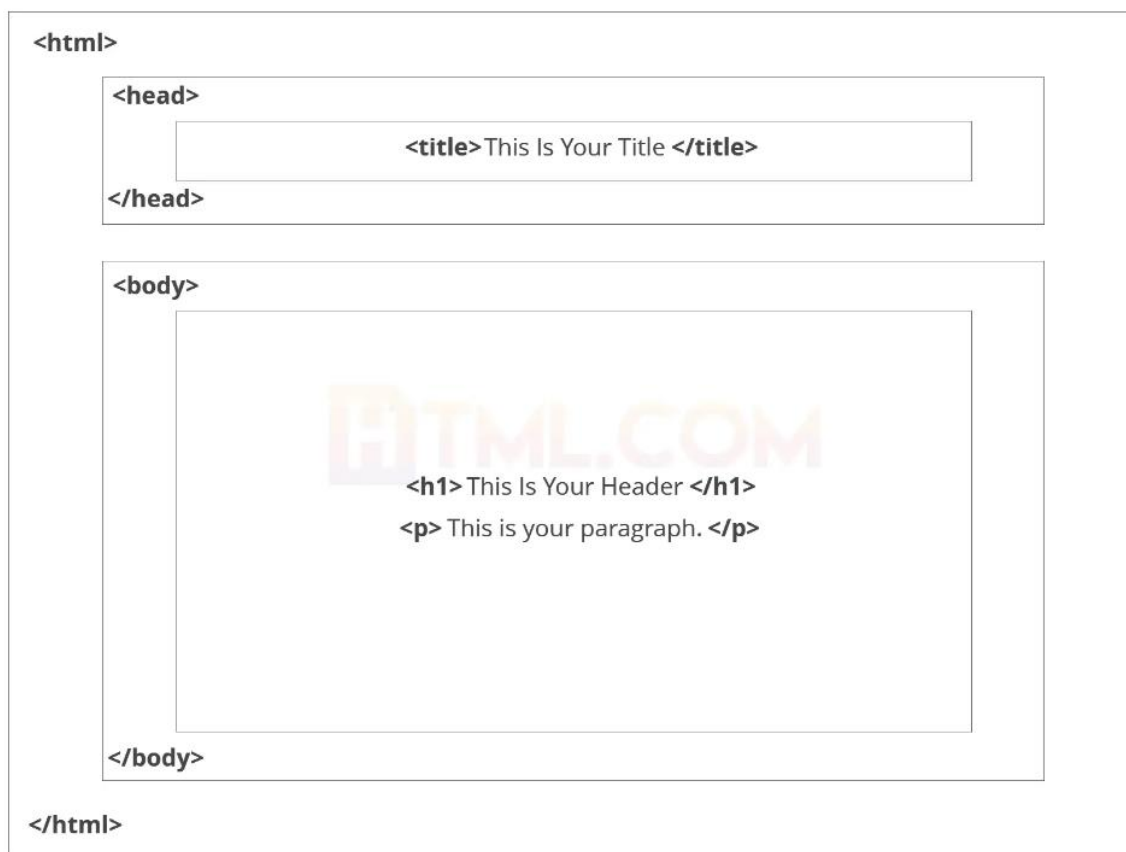 <html>
<head>
<title>This Is Your Title </title>
</head>
<body>
HTML.COM
<h1> This Is Your Header </h1>
<p> This is your paragraph. </p>
</body>
</html>